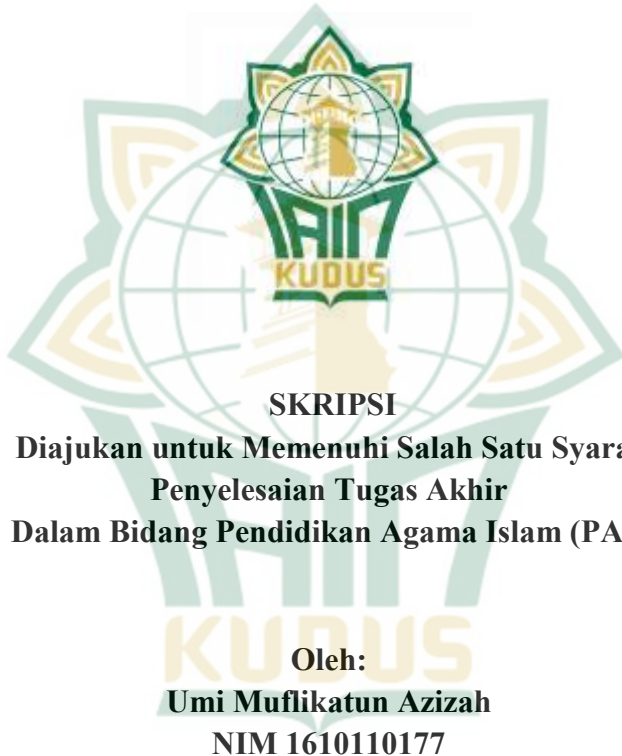 IAIN
KUDUS
SKRIPSI
Diajukan untuk Memenuhi Salah Satu Syara
Penyelesaian Tugas Akhir
Dalam Bidang Pendidikan Agama Islam (PA
KUDUS
Oleh:
Umi Muflikatun Azizah
NIM 1610110177